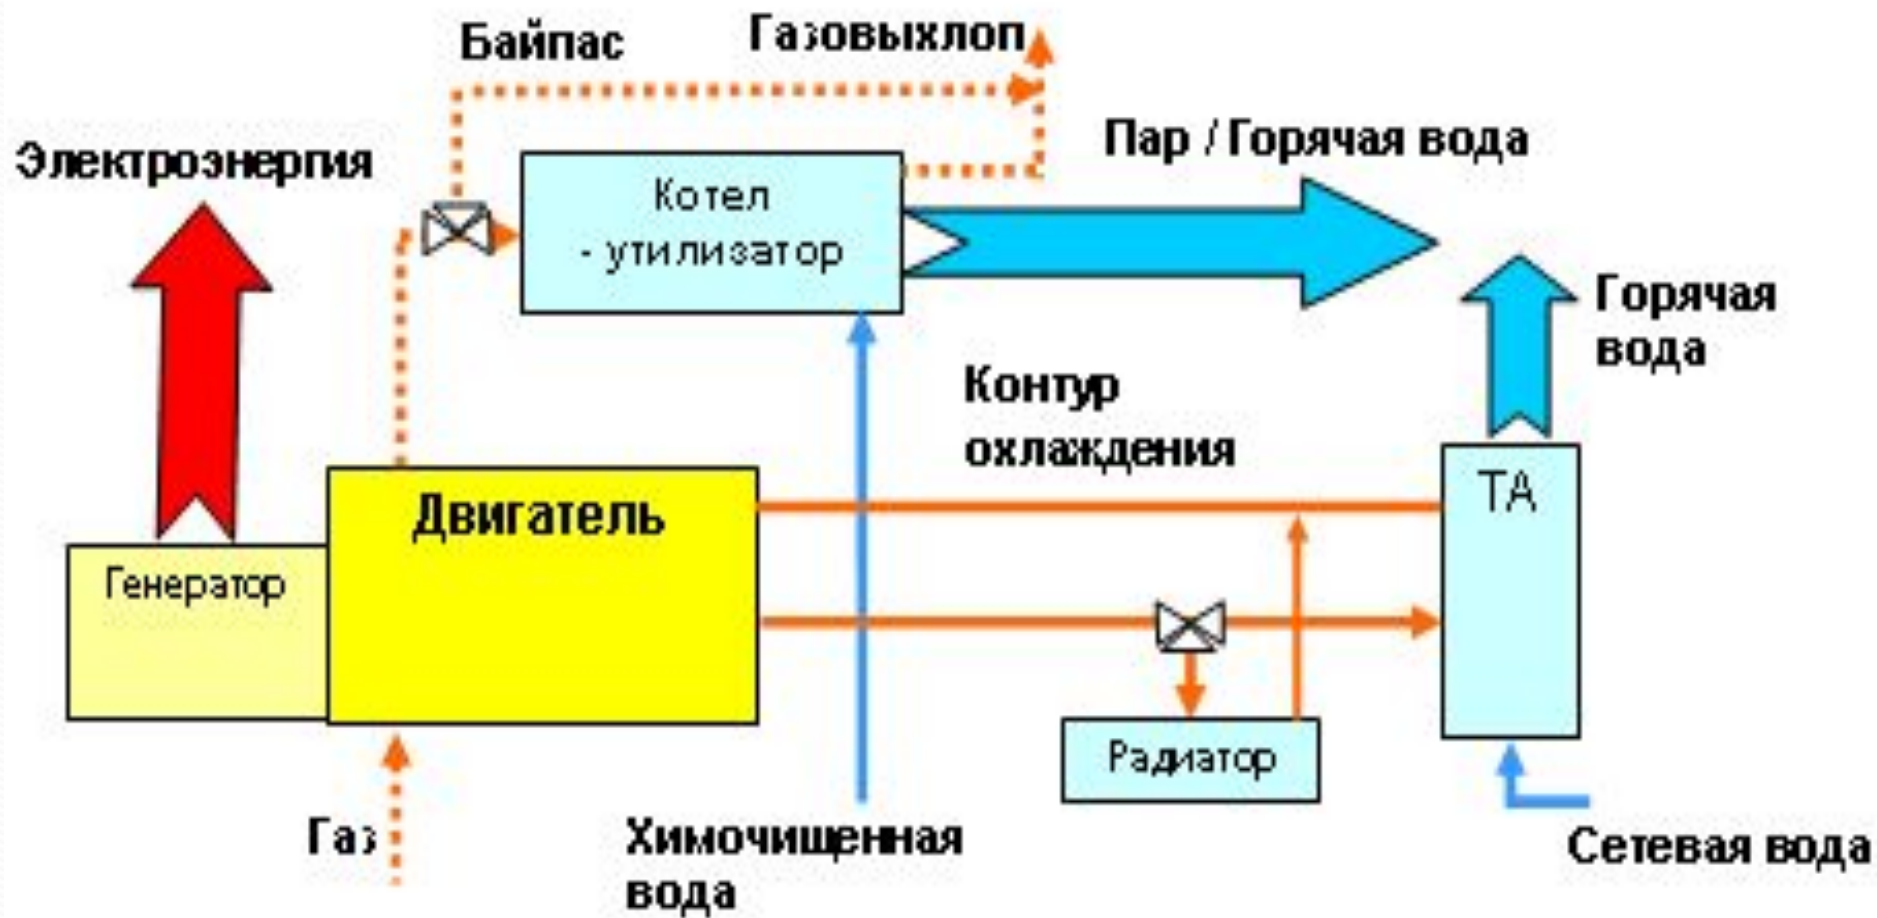 Байпас
Газовыхлоп
Электроэнергия
Пар / Горячая вода
Котел
- утилизатор
Горячая
вода
Контур
охлаждения
Двигатель
ТА
Генератор
Радиатор
Газ
Химочищенная
вода
Сетевая вода